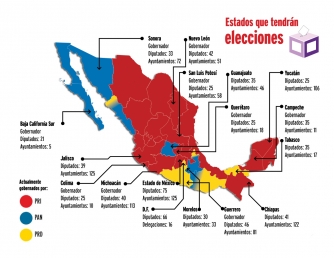 Estados que tendrán
elecciones
Sonora
Gobernador
Diputados: 33
Ayuntamientos: 72
Nuevo León
Gobernador
Diputados: 42
Ayuntamientos: 51
San Luis Potosí
Gobernador
Diputados: 25
Ayuntamientos: 58
Guanajuato
Diputados: 35
Ayuntamientos: 46
Yucatán
Diputados: 25
Ayuntamientos: 106
Querétaro
Gobernador
Diputados: 25
Ayuntamientos: 18
Campeche
Gobernador
Diputados: 35
Ayuntamientos: 11
Tabasco
Diputados: 35
Ayuntamientos: 17
Baja California Sur
Gobernador
Diputados: 21
Ayuntamientos: 5
Jalisco
Diputados: 39
Ayuntamientos: 125
Colima
Gobernador
Diputados: 25
Ayuntamientos: 10
Michoacán
Gobernador
Diputados: 40
Ayuntamientos: 113
Estado de México
Diputados: 75
Ayuntamientos: 125
D.F.
Diputados: 66
Delegaciones: 16
Morelos
Diputados: 30
Ayuntamientos: 33
Guerrero
Gobernador
Diputados: 46
Ayuntamientos: 81
Chiapas
Diputados: 41
Ayuntamientos: 122
Actualmente
gobernados por:
PRI
PAN
PRD